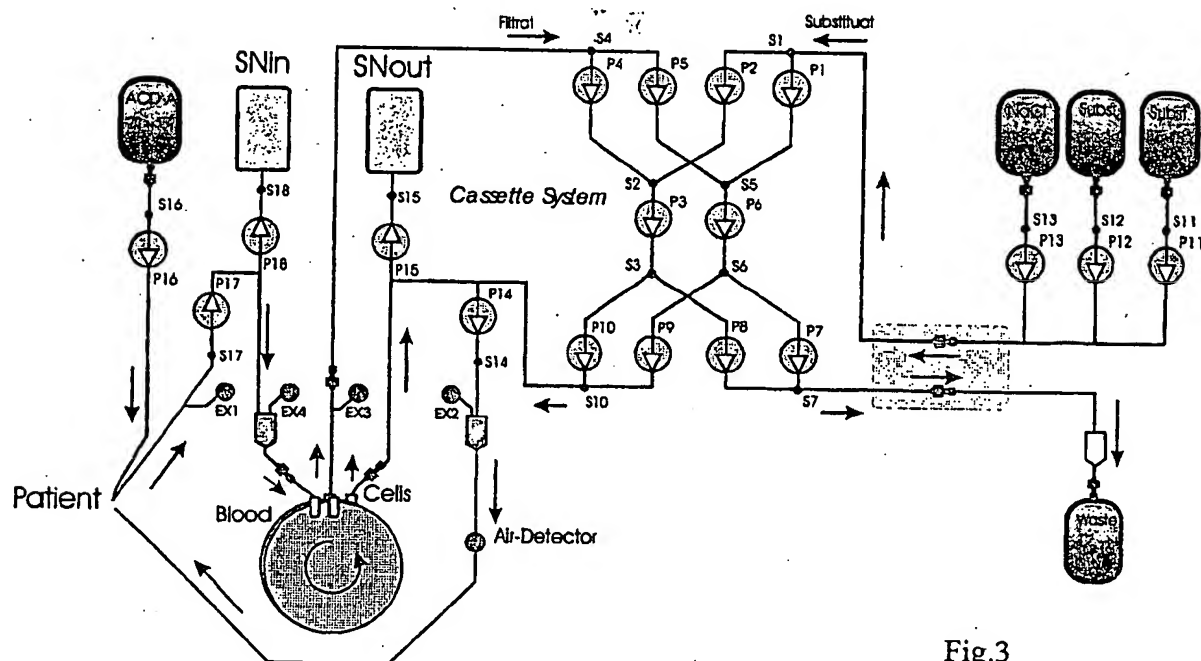 Filtrat
Substituat
S4
S1
P4
P5
P2
P1
SNin
SNout
ACD-A
NaCl
Subst
Subst
S18
S15
S2
S5
Cassette System
S16
P3
P6
S13
S12
S11
P13
P12
P11
P16
P18
P15
P17
S3
S6
P14
P10
P9
P8
P7
S17
S14
EX1
EX4
EX3
EX2
S10
S7
Patient
Blood
Cells
Air-Detector
Waste
Fig.3